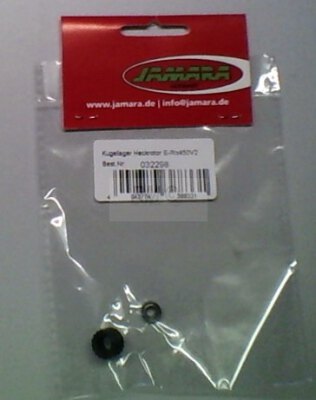 JAMARA
www.jamara.de | info@jamara.de
Kugellager Heckrotor E-Rix450V2
Best.Nr. 032298